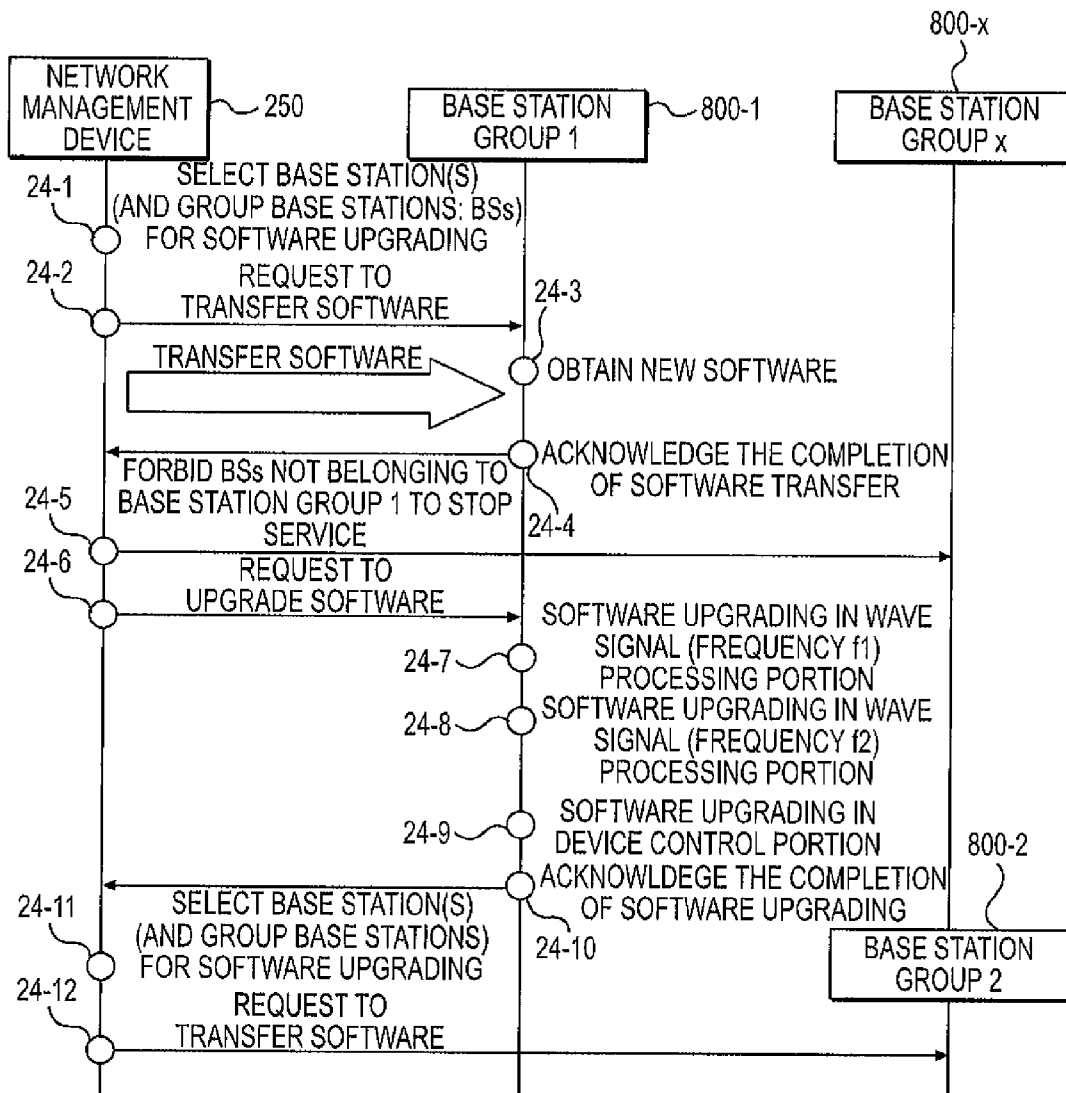 800-x
NETWORK
MANAGEMENT
DEVICE
250
BASE STATION
GROUP 1
800-1
BASE STATION
GROUP x
24-1
SELECT BASE STATION(S)
(AND GROUP BASE STATIONS: BSs)
FOR SOFTWARE UPGRADING
24-2
REQUEST TO
TRANSFER SOFTWARE
24-3
TRANSFER SOFTWARE
OBTAIN NEW SOFTWARE
ACKNOWLEDGE THE COMPLETION
OF SOFTWARE TRANSFER
24-4
FORBID BSs NOT BELONGING TO
BASE STATION GROUP 1 TO STOP
SERVICE
24-5
24-6
REQUEST TO
UPGRADE SOFTWARE
SOFTWARE UPGRADING IN WAVE
SIGNAL (FREQUENCY f1)
PROCESSING PORTION
24-7
SOFTWARE UPGRADING IN WAVE
SIGNAL (FREQUENCY f2)
PROCESSING PORTION
24-8
SOFTWARE UPGRADING IN
DEVICE CONTROL PORTION
24-9
800-2
ACKNOWLDEGE THE COMPLETION
OF SOFTWARE UPGRADING
24-10
24-11
SELECT BASE STATION(S)
(AND GROUP BASE STATIONS)
FOR SOFTWARE UPGRADING
BASE STATION
GROUP 2
24-12
REQUEST TO
TRANSFER SOFTWARE